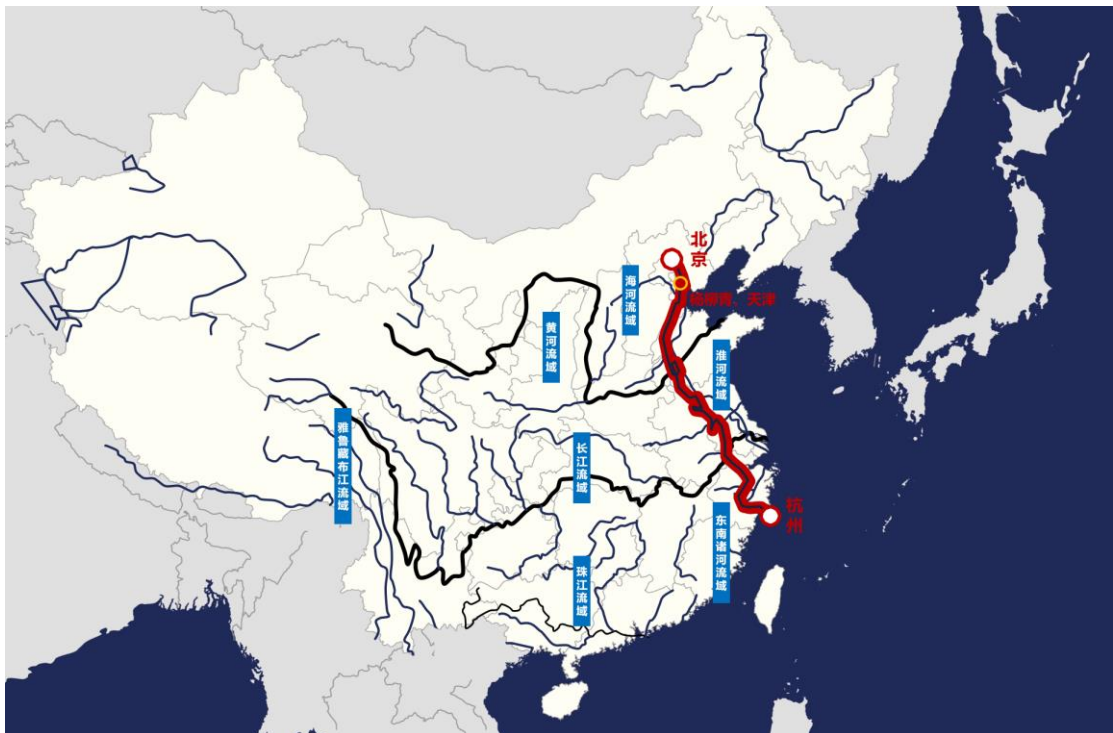 北京
杨柳青、天津
海河流域
黄河流域
淮河流域
雅鲁藏布江流域
长江流域
杭州
东南诸河流域
珠江流域